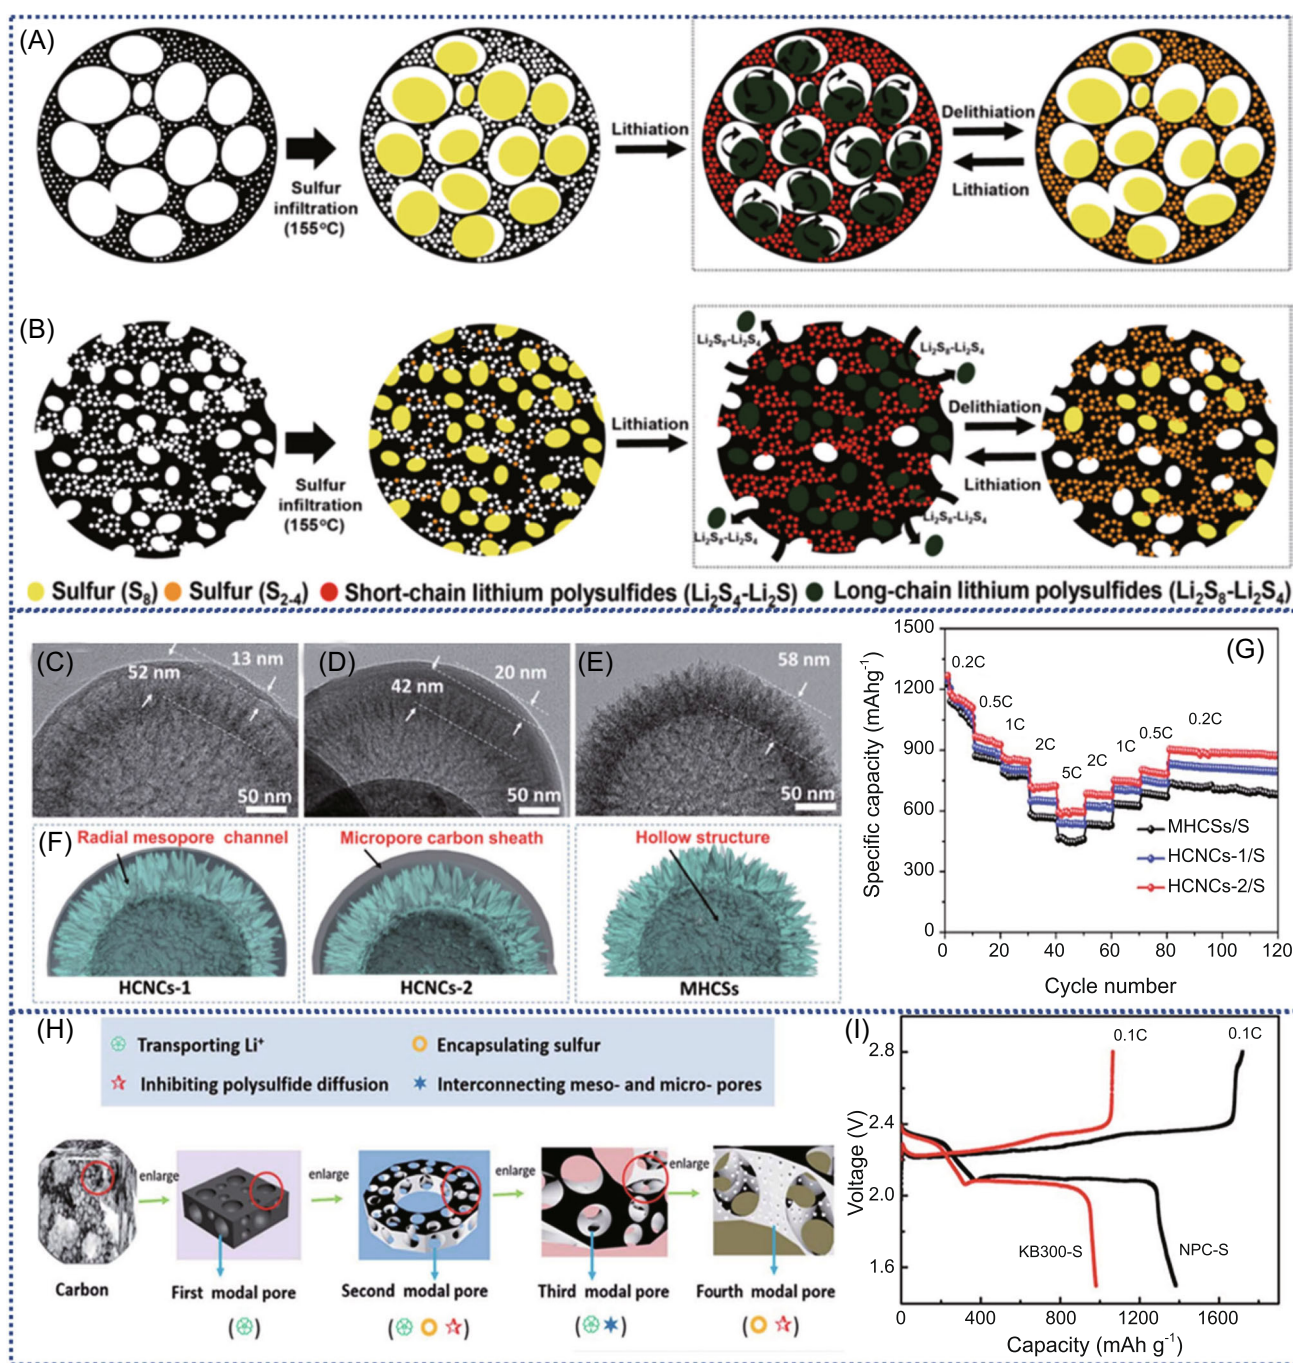 (A)
Sulfur
infiltration
(155°C)
Lithiation
Delithiation
Lithiation
(B)
Sulfur
infiltration
(155°C)
Lithiation
Li₂S₈-Li₂S₄
Li₂S₈-Li₂S₄
Li₂S₈-Li₂S₄
Li₂S₈-Li₂S₄
Delithiation
Lithiation
Sulfur (S₈) Sulfur (S₂₋₄) Short-chain lithium polysulfides (Li₂S₄-Li₂S) Long-chain lithium polysulfides (Li₂S₈-Li₂S₄)
(C)
52 nm
13 nm
50 nm
(D)
42 nm
20 nm
50 nm
(E)
58 nm
50 nm
(F)
Radial mesopore channel
HCNCs-1
Micropore carbon sheath
HCNCs-2
Hollow structure
MHCSs
(G)
Specific capacity (mAhg⁻¹)
1500
1200
900
600
300
0
0.2C
0.5C
1C
2C
5C
2C
1C
0.5C
0.2C
MHCSs/S
HCNCs-1/S
HCNCs-2/S
0 20 40 60 80 100 120
Cycle number
(H)
Transporting Li⁺
Encapsulating sulfur
Inhibiting polysulfide diffusion
Interconnecting meso- and micro- pores
enlarge
enlarge
enlarge
enlarge
Carbon
First modal pore
Second modal pore
Third modal pore
Fourth modal pore
(I)
Voltage (V)
2.8
2.4
2.0
1.6
0.1C
0.1C
KB300-S
NPC-S
0 400 800 1200 1600
Capacity (mAh g⁻¹)